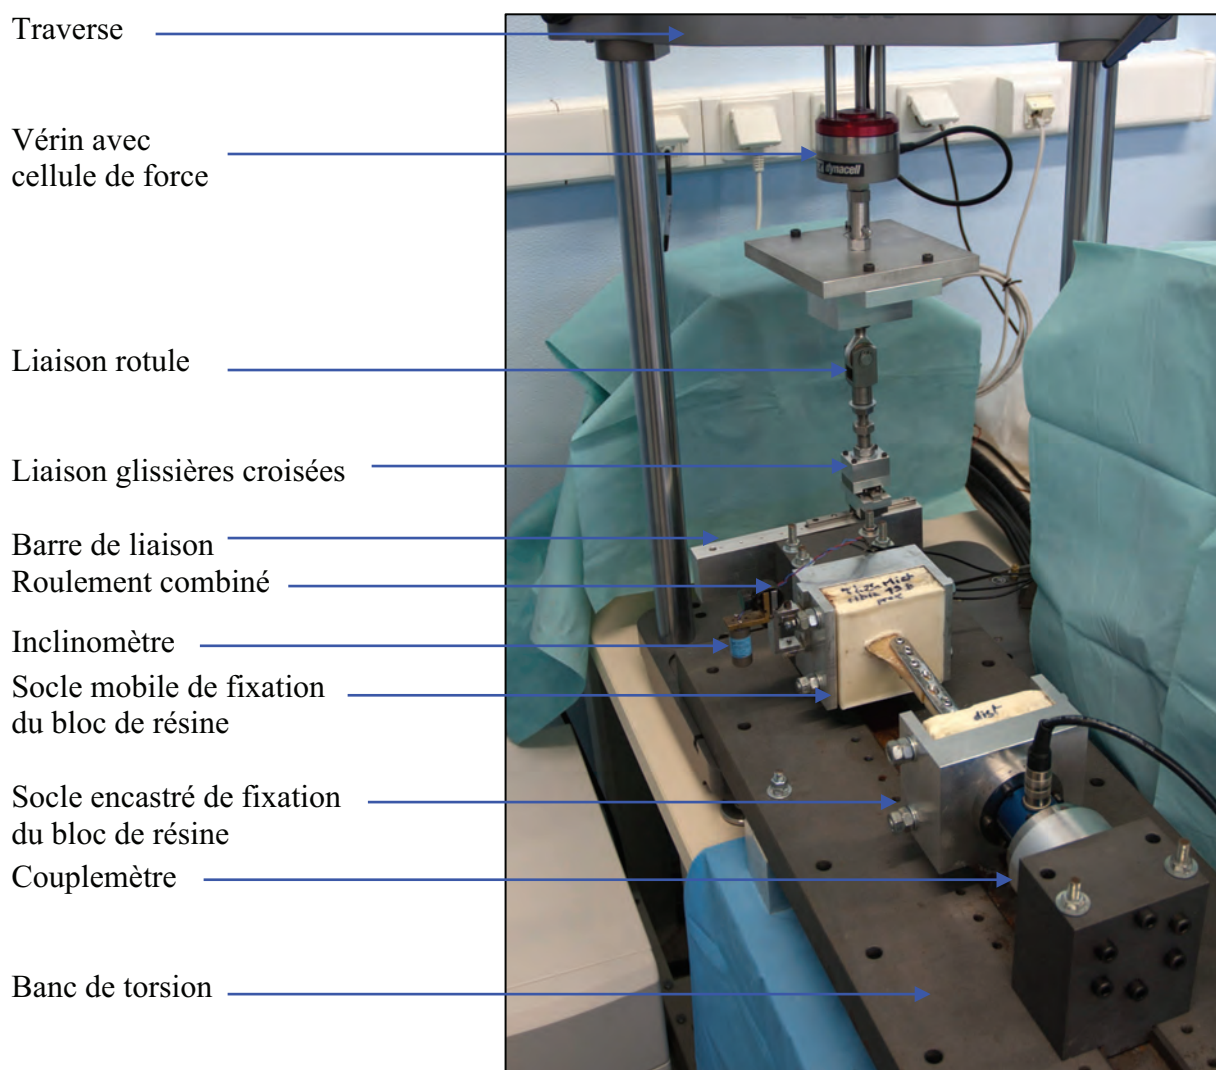 Traverse
Vérin avec
cellule de force
dynacell
Liaison rotule
Liaison glissières croisées
Barre de liaison
Roulement combiné
Inclinomètre
Socle mobile de fixation
du bloc de résine
dist
Socle encastré de fixation
du bloc de résine
Couplemètre
Banc de torsion